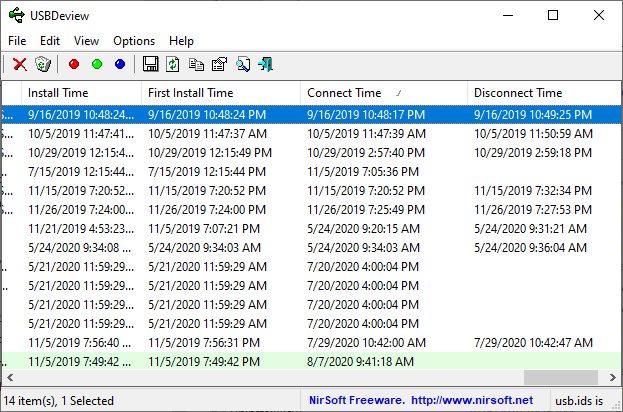 USBDeview
File Edit View Options Help
Install Time First Install Time Connect Time Disconnect Time
S... 9/16/2019 10:48:24... 9/16/2019 10:48:24 PM 9/16/2019 10:48:17 PM 9/16/2019 10:49:25 PM
S... 10/5/2019 11:47:41... 10/5/2019 11:47:37 AM 10/5/2019 11:47:39 AM 10/5/2019 11:50:59 AM
S... 10/29/2019 12:15:4... 10/29/2019 12:15:49 PM 10/29/2019 2:57:40 PM 10/29/2019 2:59:18 PM
7/15/2019 12:15:44... 7/15/2019 12:15:44 PM 11/5/2019 7:05:36 PM
S... 11/15/2019 7:20:52... 11/15/2019 7:20:52 PM 11/15/2019 7:20:52 PM 11/15/2019 7:32:34 PM
S... 11/26/2019 7:24:00... 11/26/2019 7:24:00 PM 11/26/2019 7:25:49 PM 11/26/2019 7:27:53 PM
11/21/2019 4:53:23... 11/5/2019 7:07:21 PM 5/24/2020 9:20:15 AM 5/24/2020 9:31:21 AM
5/24/2020 9:34:08 ... 5/24/2020 9:34:03 AM 5/24/2020 9:34:03 AM 5/24/2020 9:36:04 AM
.. 5/21/2020 11:59:29... 5/21/2020 11:59:29 AM 7/20/2020 4:00:04 PM
5/21/2020 11:59:29... 5/21/2020 11:59:29 AM 7/20/2020 4:00:04 PM
5/21/2020 11:59:29... 5/21/2020 11:59:29 AM 7/20/2020 4:00:04 PM
5/21/2020 11:59:29... 5/21/2020 11:59:29 AM 7/20/2020 4:00:04 PM
.. 11/5/2019 7:56:40 ... 11/5/2019 7:56:31 PM 7/29/2020 10:42:00 AM 7/29/2020 10:42:47 AM
.. 11/5/2019 7:49:42 ... 11/5/2019 7:49:42 PM 8/7/2020 9:41:18 AM
14 item(s), 1 Selected NirSoft Freeware. http://www.nirsoft.net usb.ids is